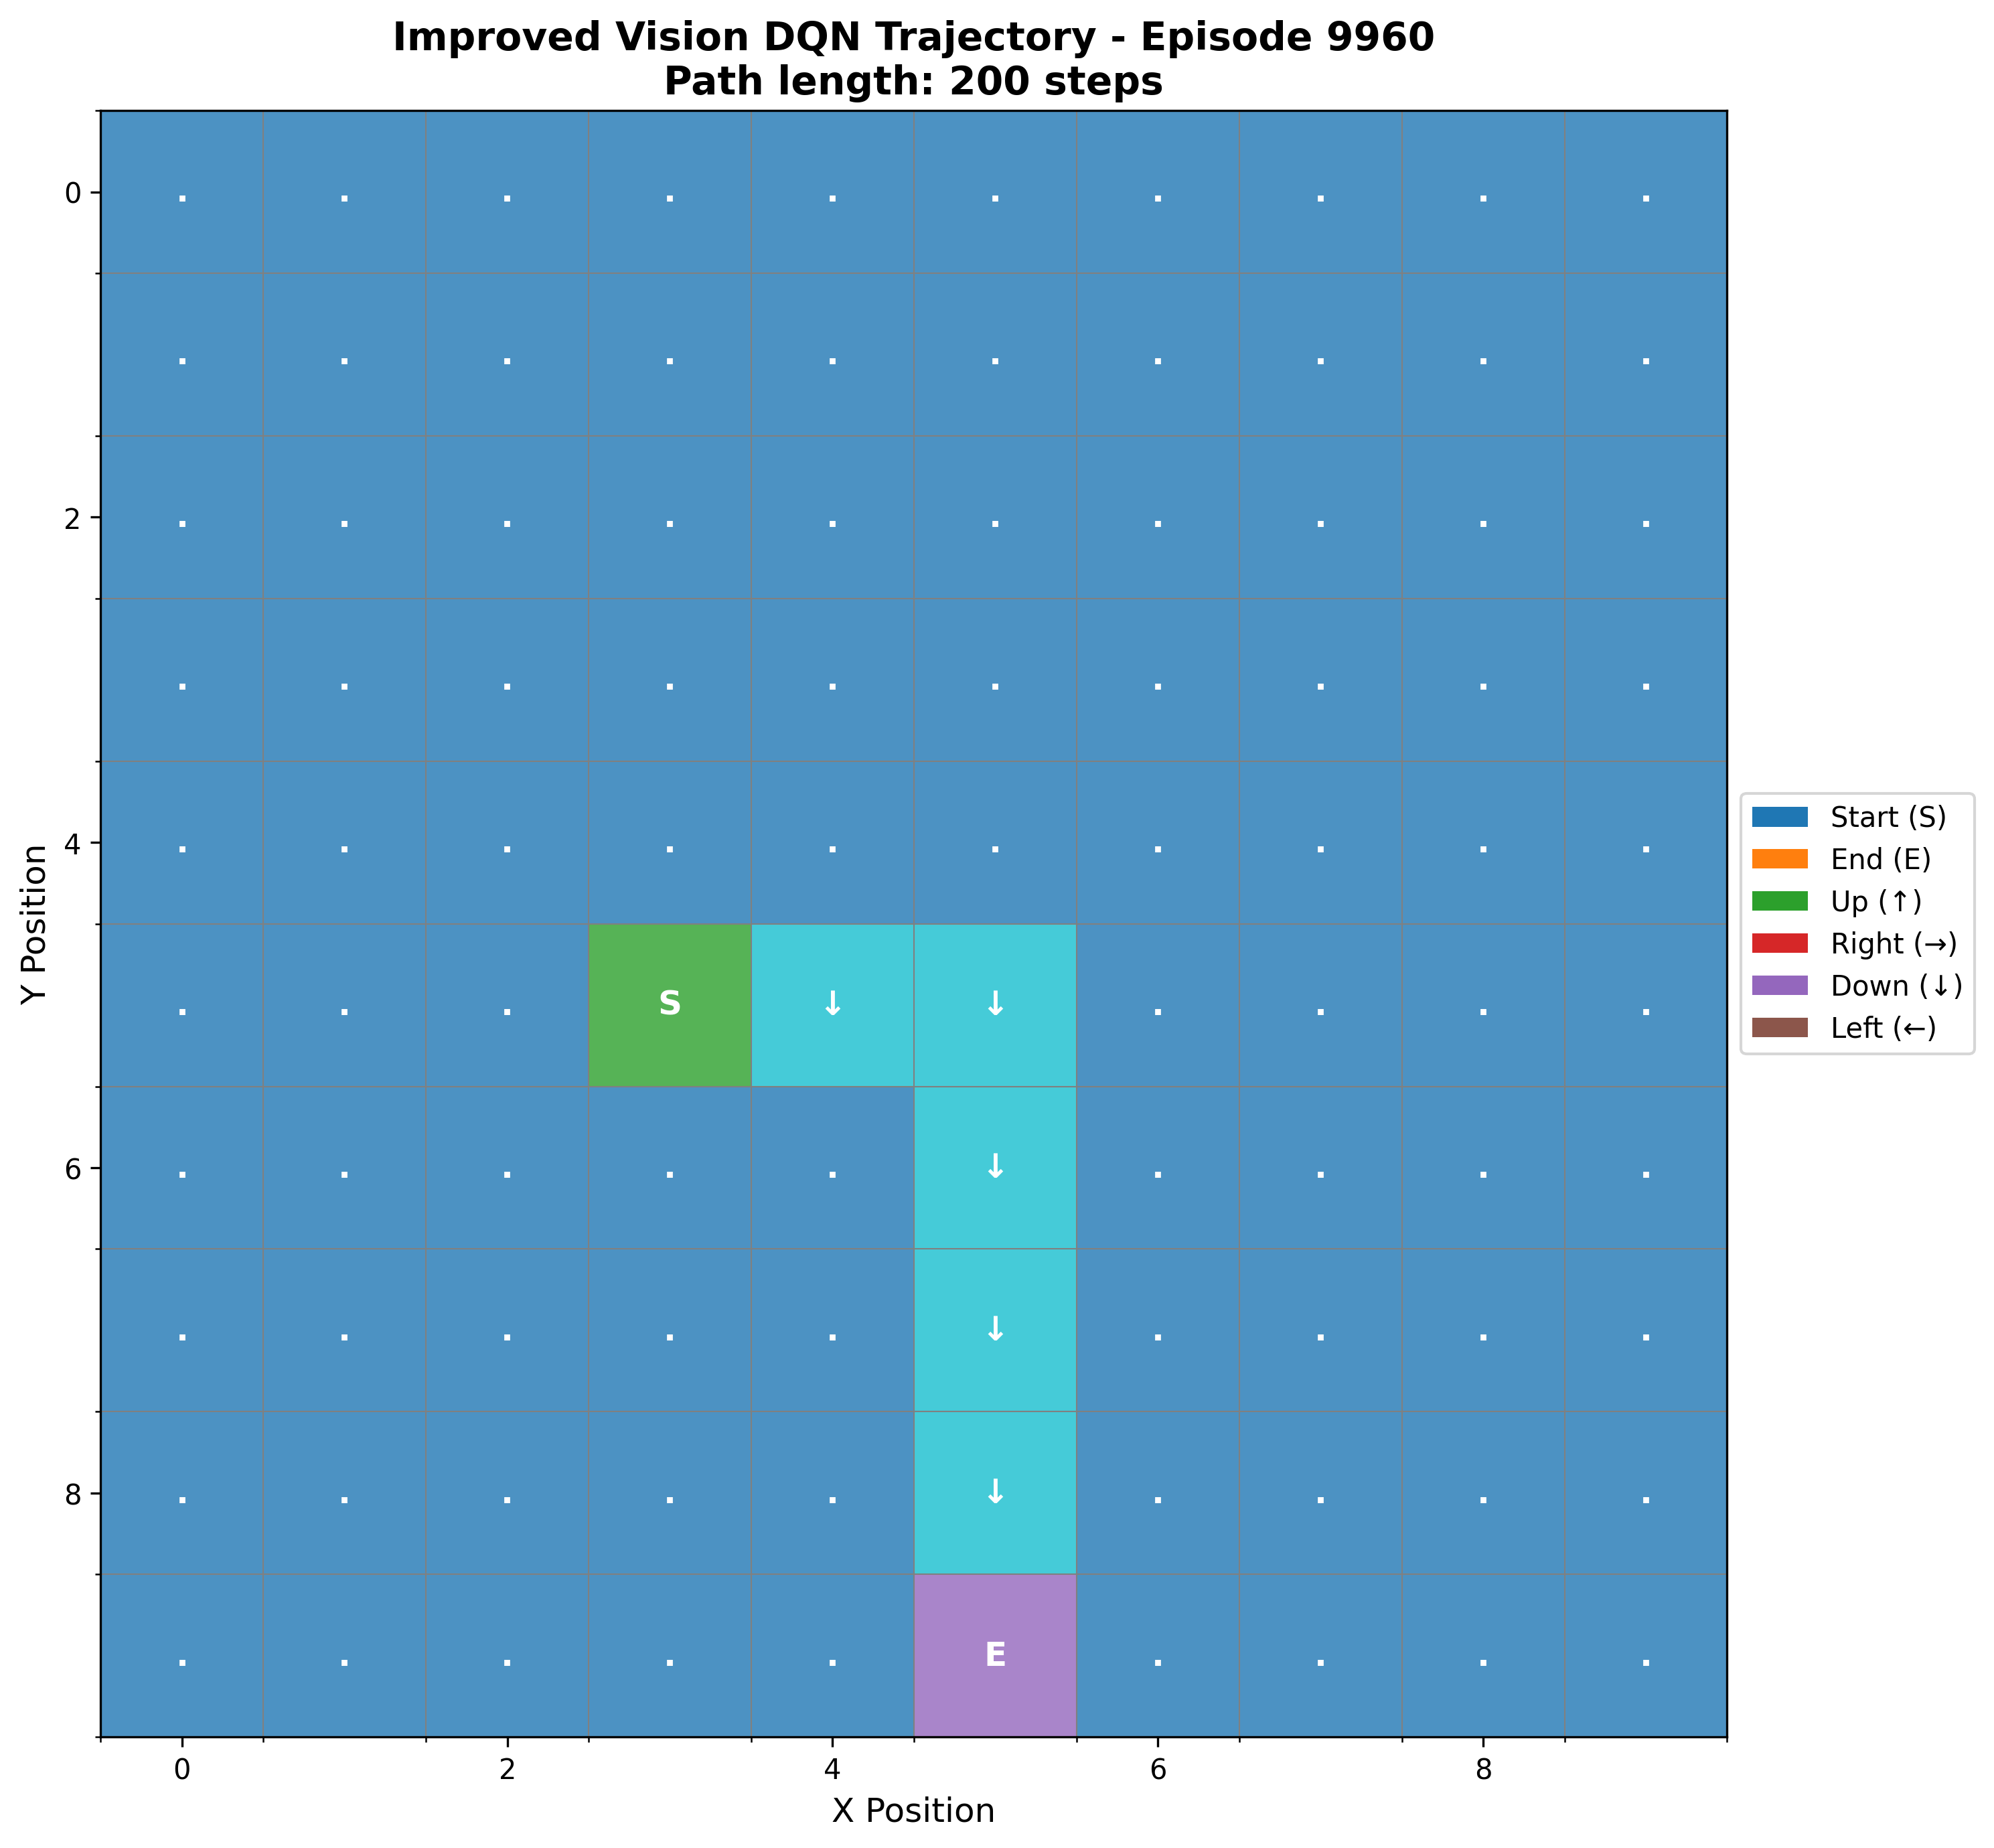 Improved Vision DQN Trajectory - Episode 9960
Path length: 200 steps
0
. . . . . . . . . .
. . . . . . . . . .
2
. . . . . . . . . .
. . . . . . . . . .
4
. . . . . . . . . .
. . . S ↓ ↓ . . . .
6
. . . . . ↓ . . . .
. . . . . ↓ . . . .
8
. . . . . ↓ . . . .
. . . . . E . . . .
0 2 4 6 8
X Position
Y Position
Start (S)
End (E)
Up (↑)
Right (→)
Down (↓)
Left (←)